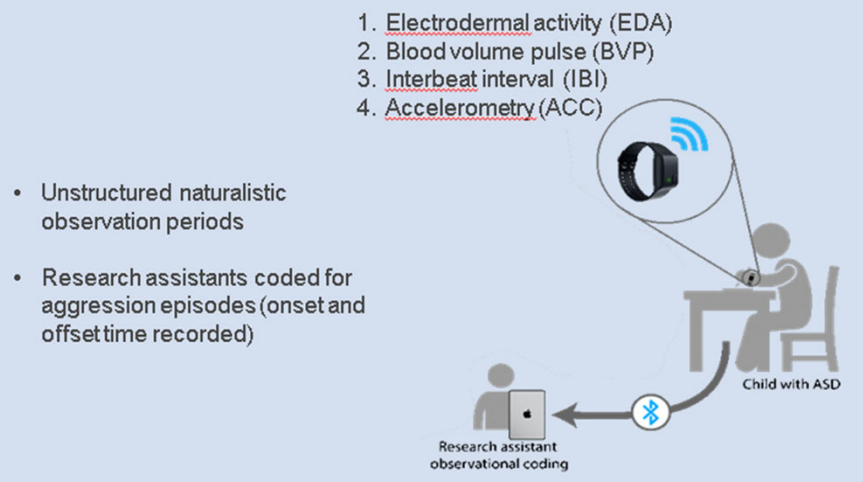 1. Electrodermal activity (EDA)
2. Blood volume pulse (BVP)
3. Interbeat interval (IBI)
4. Accelerometry (ACC)
• Unstructured naturalistic
observation periods
• Research assistants coded for
aggression episodes (onset and
offset time recorded)
Child with ASD
Research assistant
observational coding